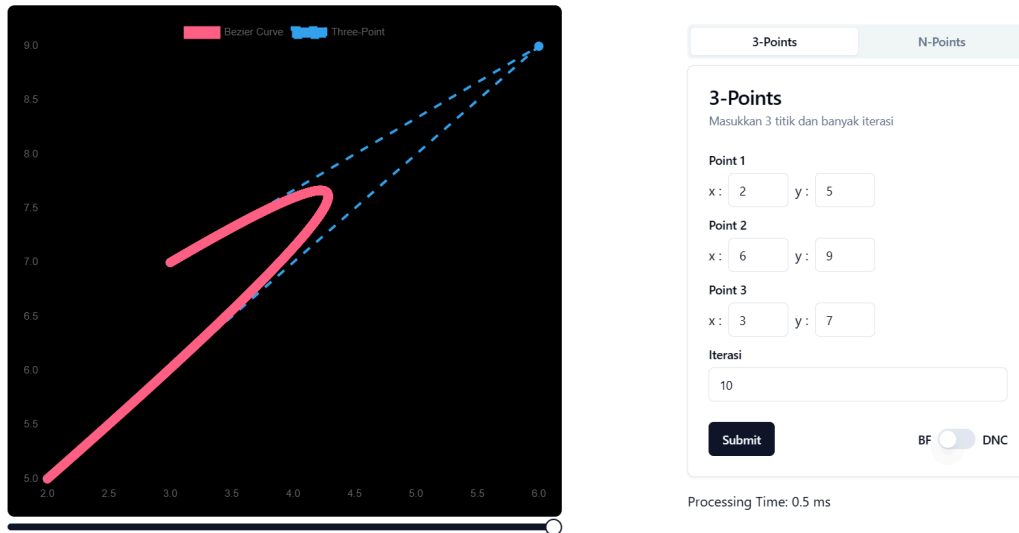 Bezier Curve Three-Point
9.0
8.5
8.0
7.5
7.0
6.5
6.0
5.5
5.0
2.0 2.5 3.0 3.5 4.0 4.5 5.0 5.5 6.0
3-Points N-Points
3-Points
Masukkan 3 titik dan banyak iterasi
Point 1
x : 2 y : 5
Point 2
x : 6 y : 9
Point 3
x : 3 y : 7
Iterasi
10
Submit BF DNC
Processing Time: 0.5 ms